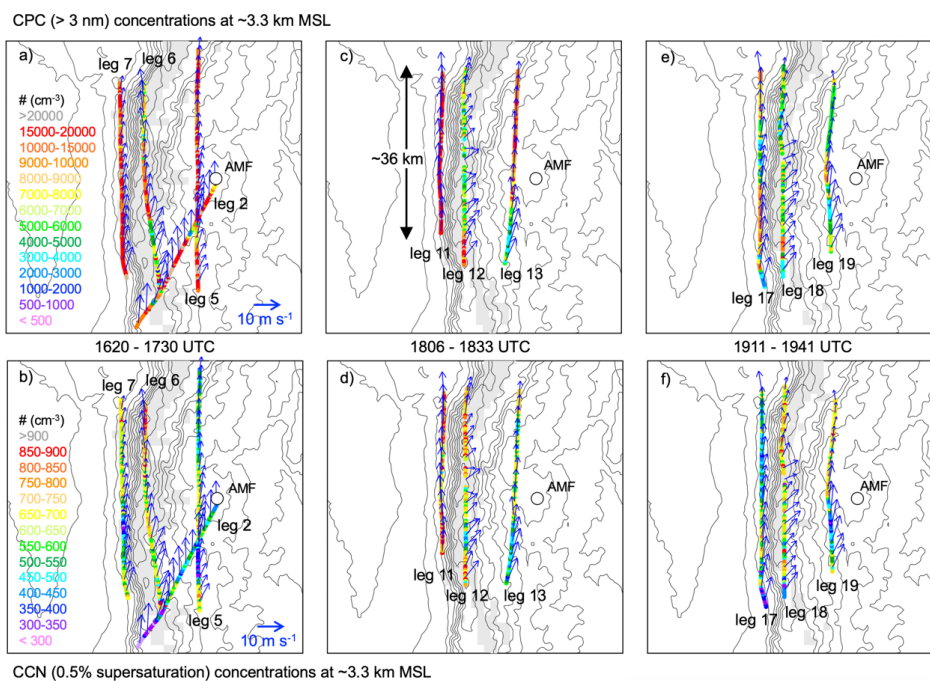 CPC (> 3 nm) concentrations at ~3.3 km MSL
a)
leg 7
leg 6
c)
e)
# (cm-3)
>20000
15000-20000
10000-15000
9000-10000
8000-9000
7000-8000
6000-7000
5000-6000
4000-5000
3000-4000
2000-3000
1000-2000
500-1000
< 500
AMF
leg 2
leg 5
10 m s-1
~36 km
AMF
leg 11
leg 12
leg 13
AMF
leg 17
leg 18
leg 19
1620 - 1730 UTC
1806 - 1833 UTC
1911 - 1941 UTC
b)
leg 7
leg 6
d)
f)
# (cm-3)
>900
850-900
800-850
750-800
700-750
650-700
600-650
550-600
500-550
450-500
400-450
350-400
300-350
< 300
AMF
leg 2
leg 5
10 m s-1
AMF
leg 11
leg 12
leg 13
AMF
leg 17
leg 18
leg 19
CCN (0.5% supersaturation) concentrations at ~3.3 km MSL